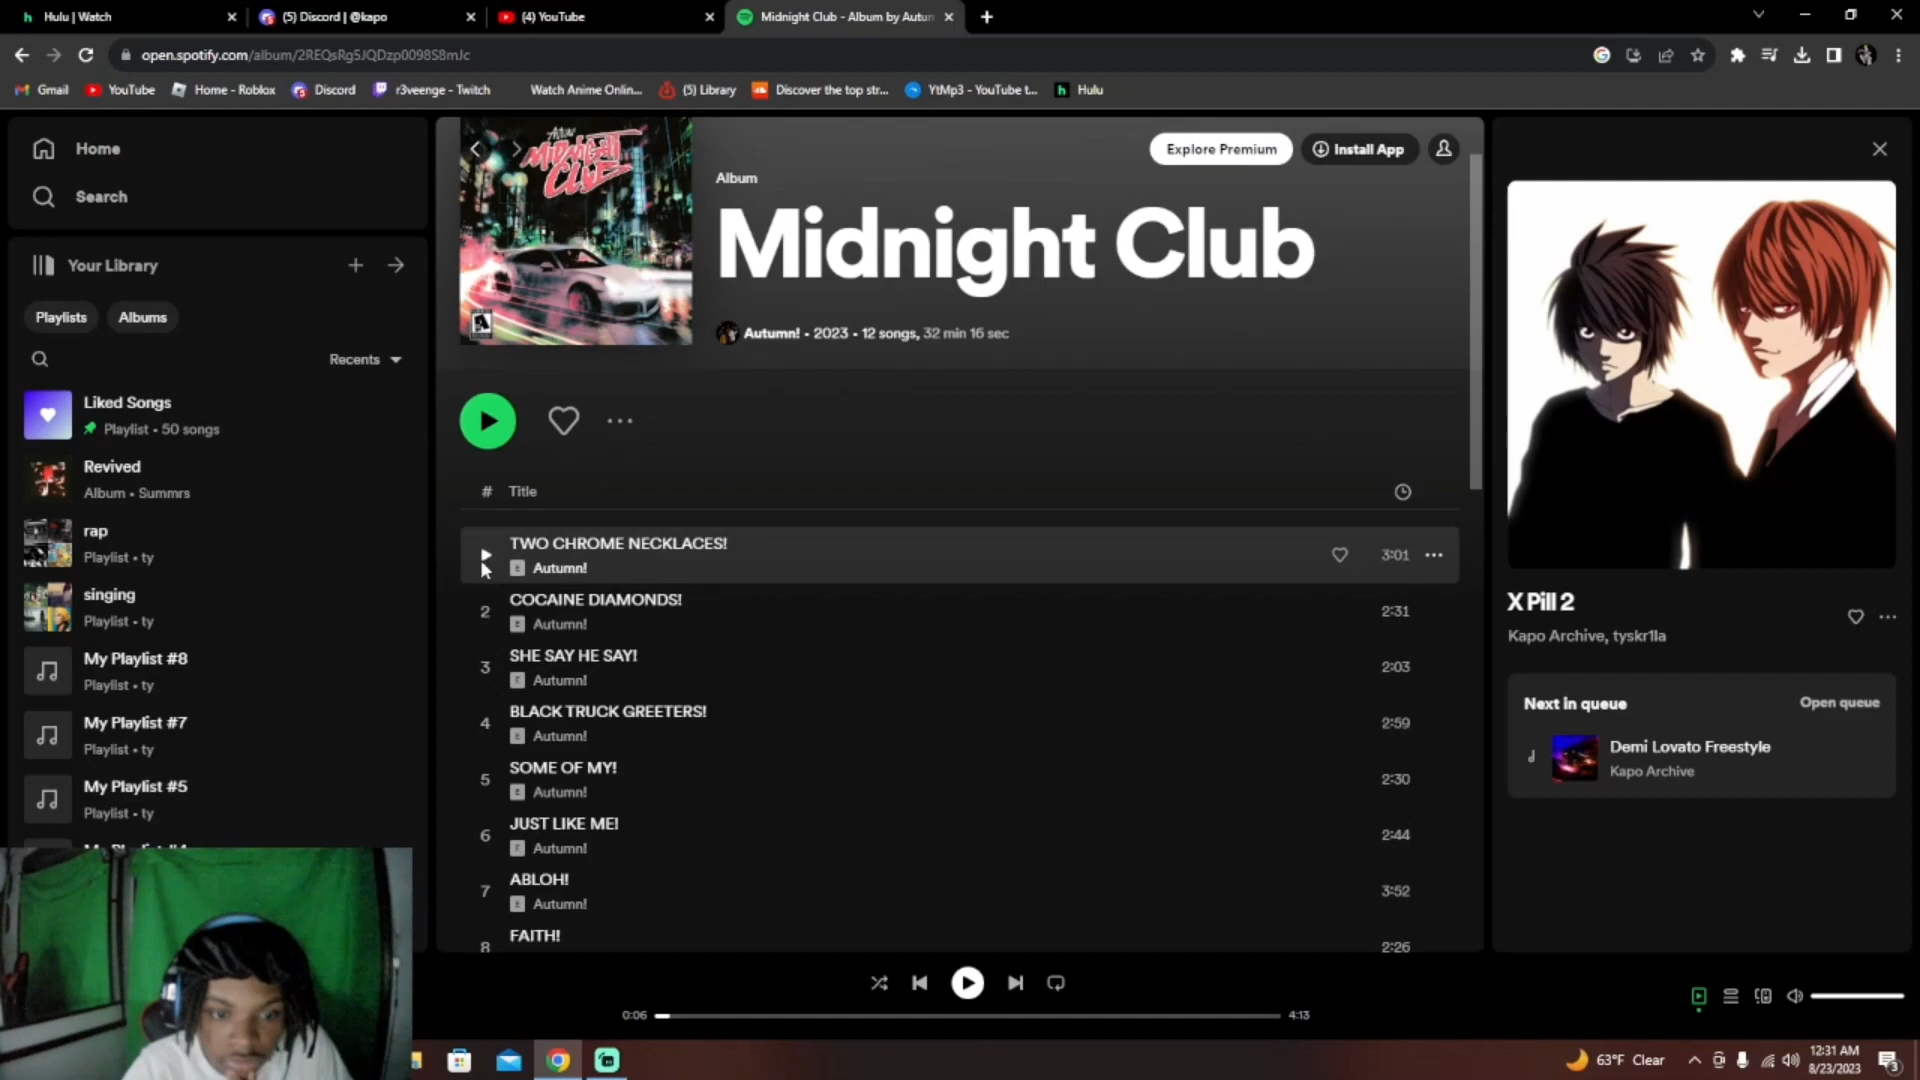 Hulu | Watch
(5) Discord | @kapo
(4) YouTube
Midnight Club - Album by Autum
open.spotify.com/album/2REQsRg5JQDzp0098S8mJc
Gmail
YouTube
Home - Roblox
Discord
r3veenge - Twitch
Watch Anime Onlin...
(5) Library
Discover the top str...
YtMp3 - YouTube t...
Hulu
Home
Search
Your Library
Playlists
Albums
Recents
Liked Songs
Playlist • 50 songs
Revived
Album • Summrs
rap
Playlist • ty
singing
Playlist • ty
My Playlist #8
Playlist • ty
My Playlist #7
Playlist • ty
My Playlist #5
Playlist • ty
MIDNIGHT
CLUB
Explore Premium
Install App
Album
Midnight Club
Autumn! • 2023 • 12 songs, 32 min 16 sec
# Title
TWO CHROME NECKLACES!
E Autumn!
3:01
2 COCAINE DIAMONDS!
E Autumn!
2:31
3 SHE SAY HE SAY!
E Autumn!
2:03
4 BLACK TRUCK GREETERS!
E Autumn!
2:59
5 SOME OF MY!
E Autumn!
2:30
6 JUST LIKE ME!
E Autumn!
2:44
7 ABLOH!
E Autumn!
3:52
8 FAITH!
2:26
X Pill 2
Kapo Archive, tyskr1lla
Next in queue
Open queue
Demi Lovato Freestyle
Kapo Archive
0:06
4:13
63°F Clear
12:31 AM
8/23/2023
3